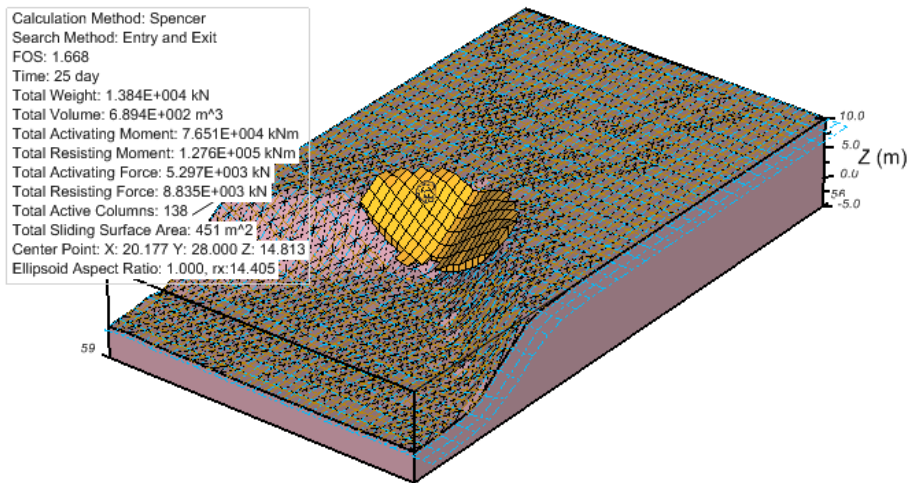 Calculation Method: Spencer
Search Method: Entry and Exit
FOS: 1.668
Time: 25 day
Total Weight: 1.384E+004 kN
Total Volume: 6.894E+002 m^3
Total Activating Moment: 7.651E+004 kNm
Total Resisting Moment: 1.276E+005 kNm
Total Activating Force: 5.297E+003 kN
Total Resisting Force: 8.835E+003 kN
Total Active Columns: 138
Total Sliding Surface Area: 451 m^2
Center Point: X: 20.177 Y: 28.000 Z: 14.813
Ellipsoid Aspect Ratio: 1.000, rx:14.405
10.0
5.0
Z (m)
0.0
56
-5.0
59